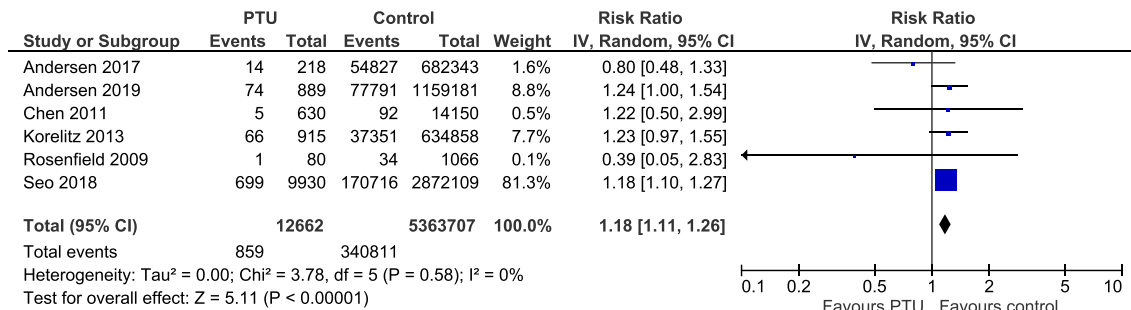 PTU Control Risk Ratio Risk Ratio
Study or Subgroup Events Total Events Total Weight IV, Random, 95% CI IV, Random, 95% CI
Andersen 2017 14 218 54827 682343 1.6% 0.80 [0.48, 1.33]
Andersen 2019 74 889 77791 1159181 8.8% 1.24 [1.00, 1.54]
Chen 2011 5 630 92 14150 0.5% 1.22 [0.50, 2.99]
Korelitz 2013 66 915 37351 634858 7.7% 1.23 [0.97, 1.55]
Rosenfield 2009 1 80 34 1066 0.1% 0.39 [0.05, 2.83]
Seo 2018 699 9930 170716 2872109 81.3% 1.18 [1.10, 1.27]
Total (95% CI) 12662 5363707 100.0% 1.18 [1.11, 1.26]
Total events 859 340811
Heterogeneity: Tau² = 0.00; Chi² = 3.78, df = 5 (P = 0.58); I² = 0%
Test for overall effect: Z = 5.11 (P < 0.00001)
0.1 0.2 0.5 1 2 5 10
Favours PTU Favours control